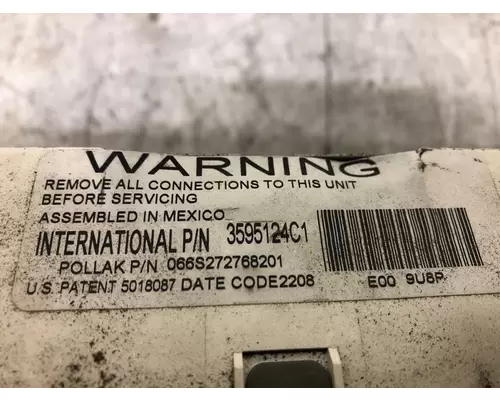 WARNING
REMOVE ALL CONNECTIONS TO THIS UNIT
BEFORE SERVICING
ASSEMBLED IN MEXICO
INTERNATIONAL P/N 3595124C1
POLLAK P/N 066S272768201
U.S. PATENT 5018087 DATE CODE2208
E00 9U8P